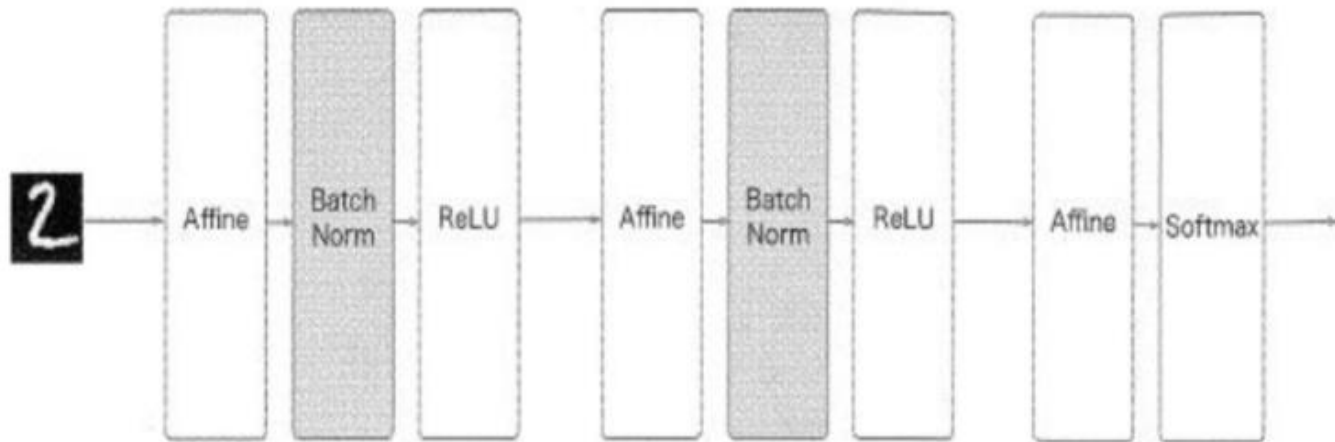 2
Affine
Batch
Norm
ReLU
Affine
Batch
Norm
ReLU
Affine
Softmax